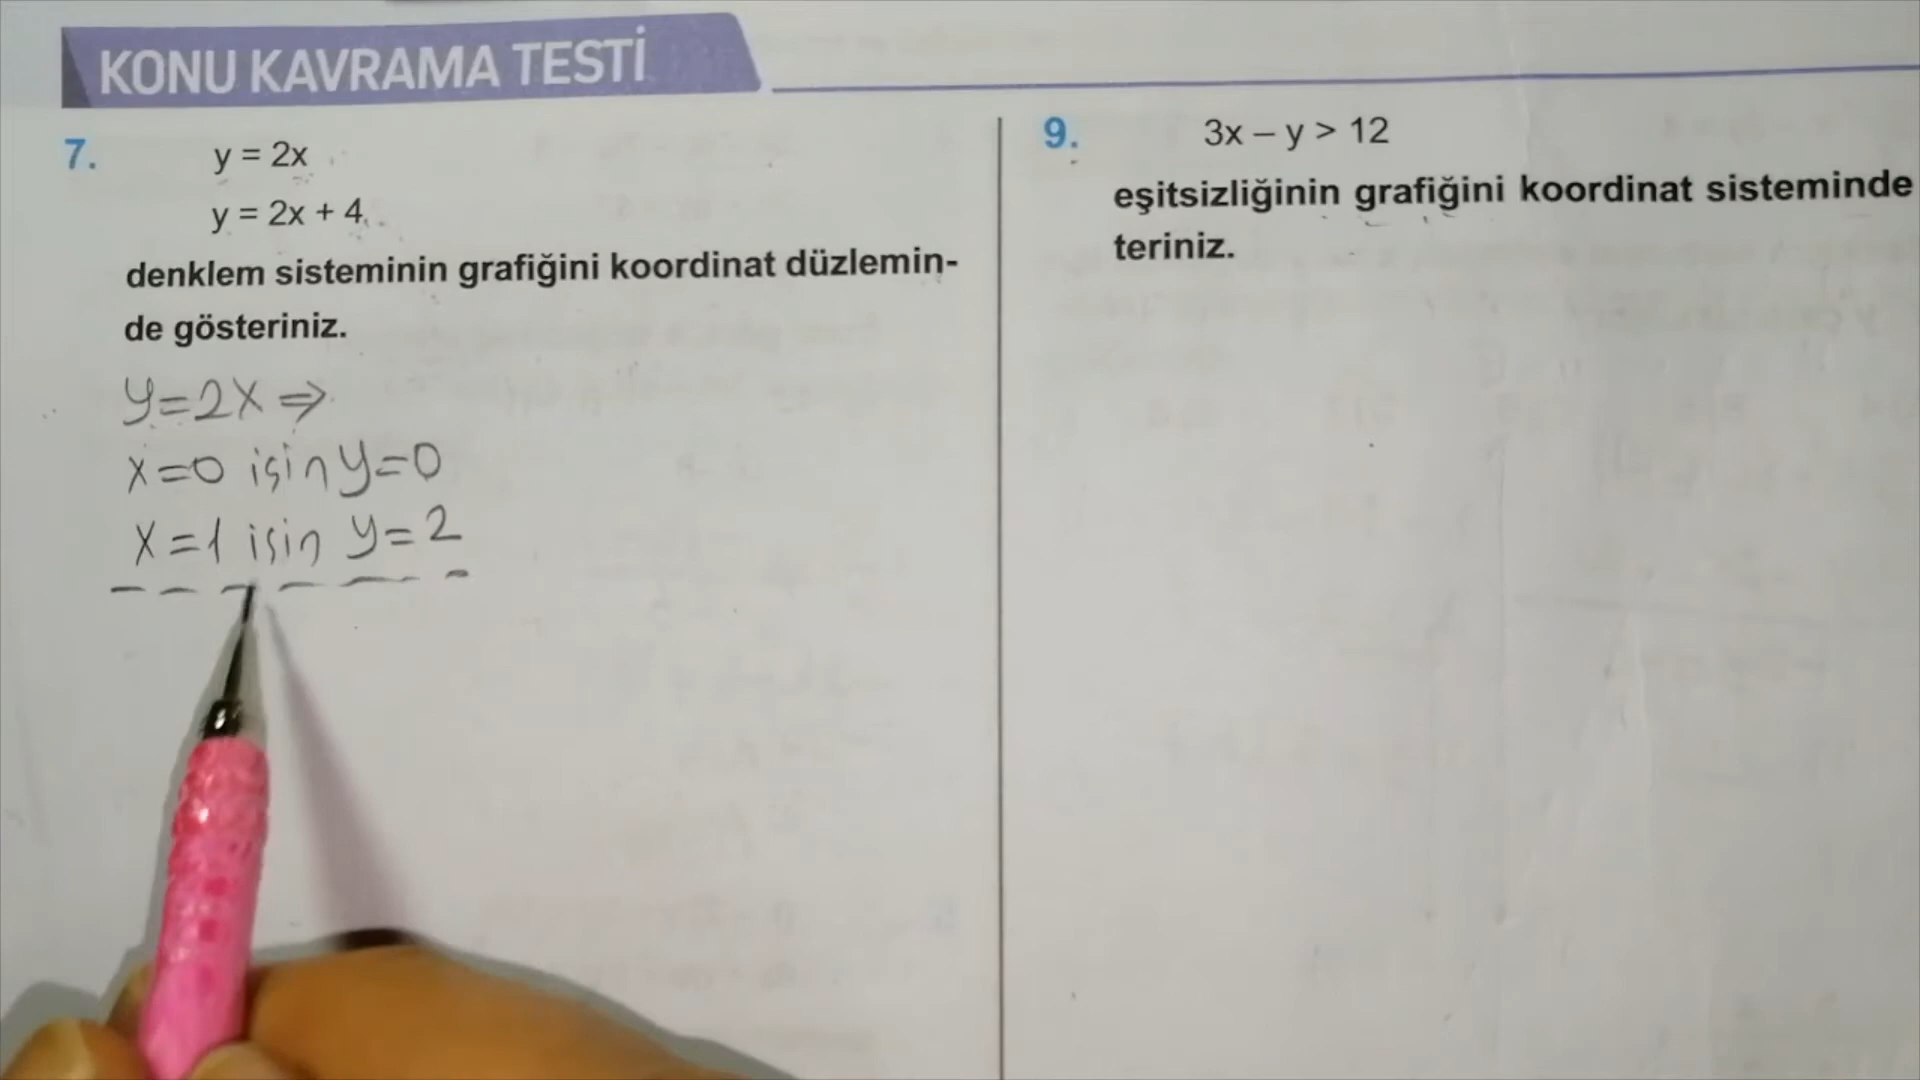 KONU KAVRAMA TESTİ
7.
y = 2x
y = 2x + 4
denklem sisteminin grafiğini koordinat düzlemin-
de gösteriniz.
y=2x ⇒
x=0 için y=0
x=1 için y=2
9.
3x – y > 12
eşitsizliğinin grafiğini koordinat sisteminde
teriniz.